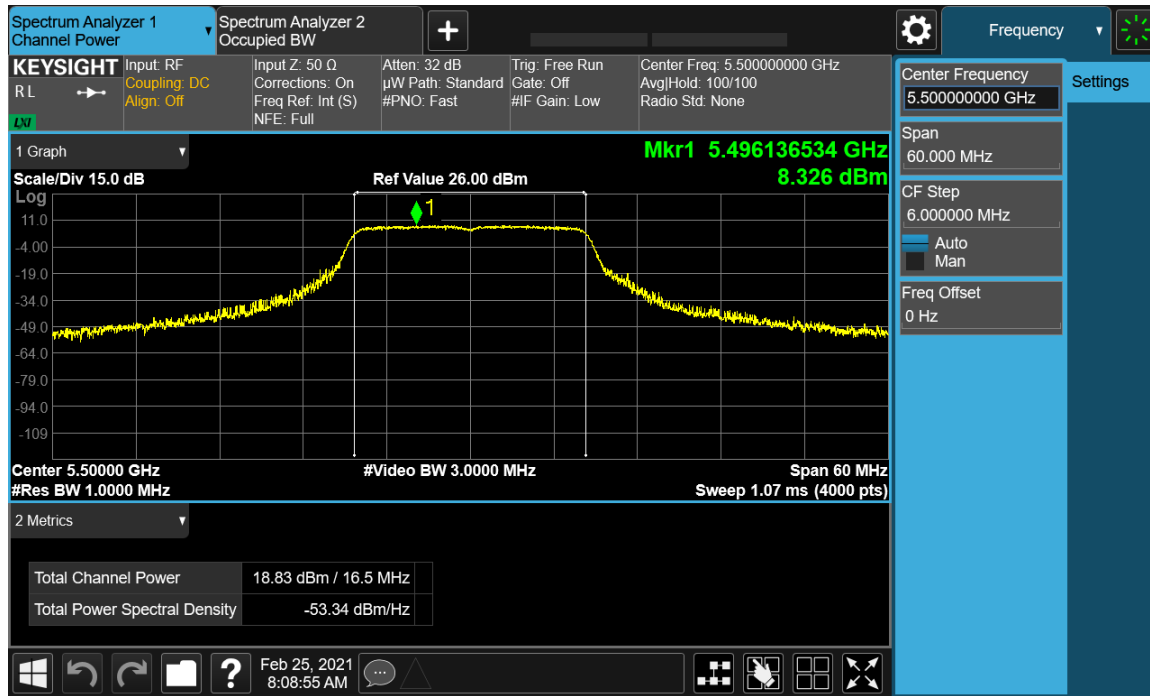 Spectrum Analyzer 1
Channel Power
Spectrum Analyzer 2
Occupied BW
+
Frequency
KEYSIGHT
R L
LXI
Input: RF
Coupling: DC
Align: Off
Input Z: 50 Ω
Corrections: On
Freq Ref: Int (S)
NFE: Full
Atten: 32 dB
µW Path: Standard
#PNO: Fast
Trig: Free Run
Gate: Off
#IF Gain: Low
Center Freq: 5.500000000 GHz
Avg|Hold: 100/100
Radio Std: None
Center Frequency
5.500000000 GHz
Settings
Span
60.000 MHz
CF Step
6.000000 MHz
Auto
Man
Freq Offset
0 Hz
1 Graph
Mkr1 5.496136534 GHz
8.326 dBm
Scale/Div 15.0 dB
Ref Value 26.00 dBm
Log
1
11.0
-4.00
-19.0
-34.0
-49.0
-64.0
-79.0
-94.0
-109
Center 5.50000 GHz
#Video BW 3.0000 MHz
Span 60 MHz
#Res BW 1.0000 MHz
Sweep 1.07 ms (4000 pts)
2 Metrics
Total Channel Power 18.83 dBm / 16.5 MHz
Total Power Spectral Density -53.34 dBm/Hz
?
Feb 25, 2021
8:08:55 AM